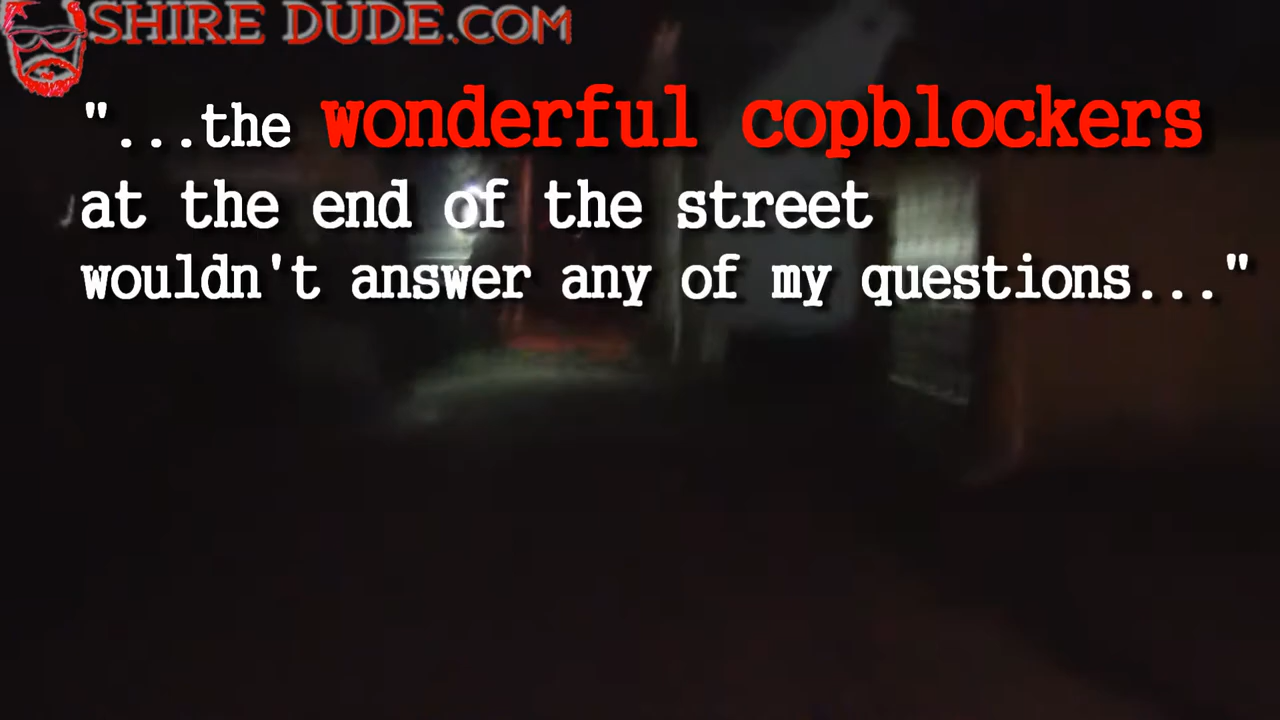 SHIRE DUDE.COM
"...the wonderful copblockers
at the end of the street
wouldn't answer any of my questions..."